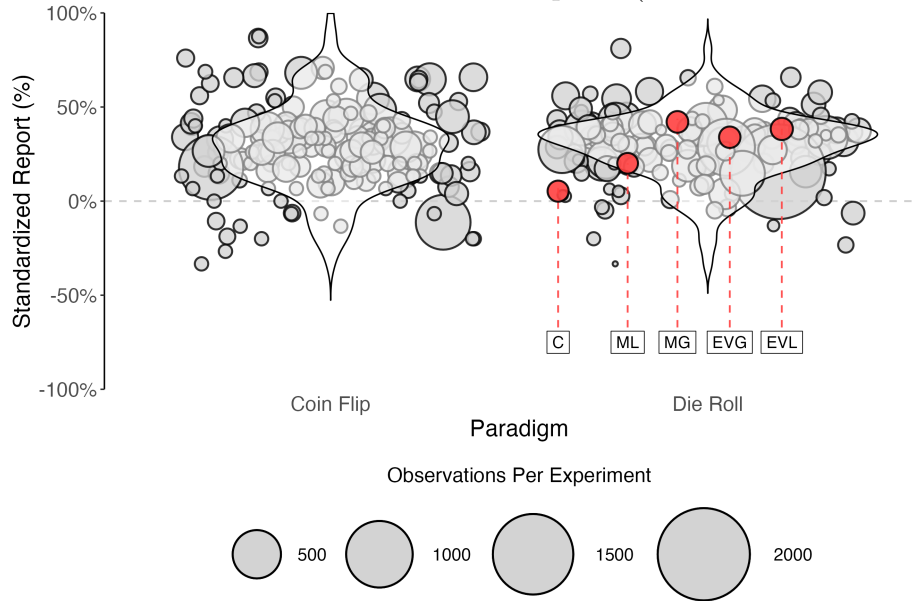 100%
50%
0%
-50%
-100%
Standardized Report (%)
C ML MG EVG EVL
Coin Flip Die Roll
Paradigm
Observations Per Experiment
500 1000 1500 2000